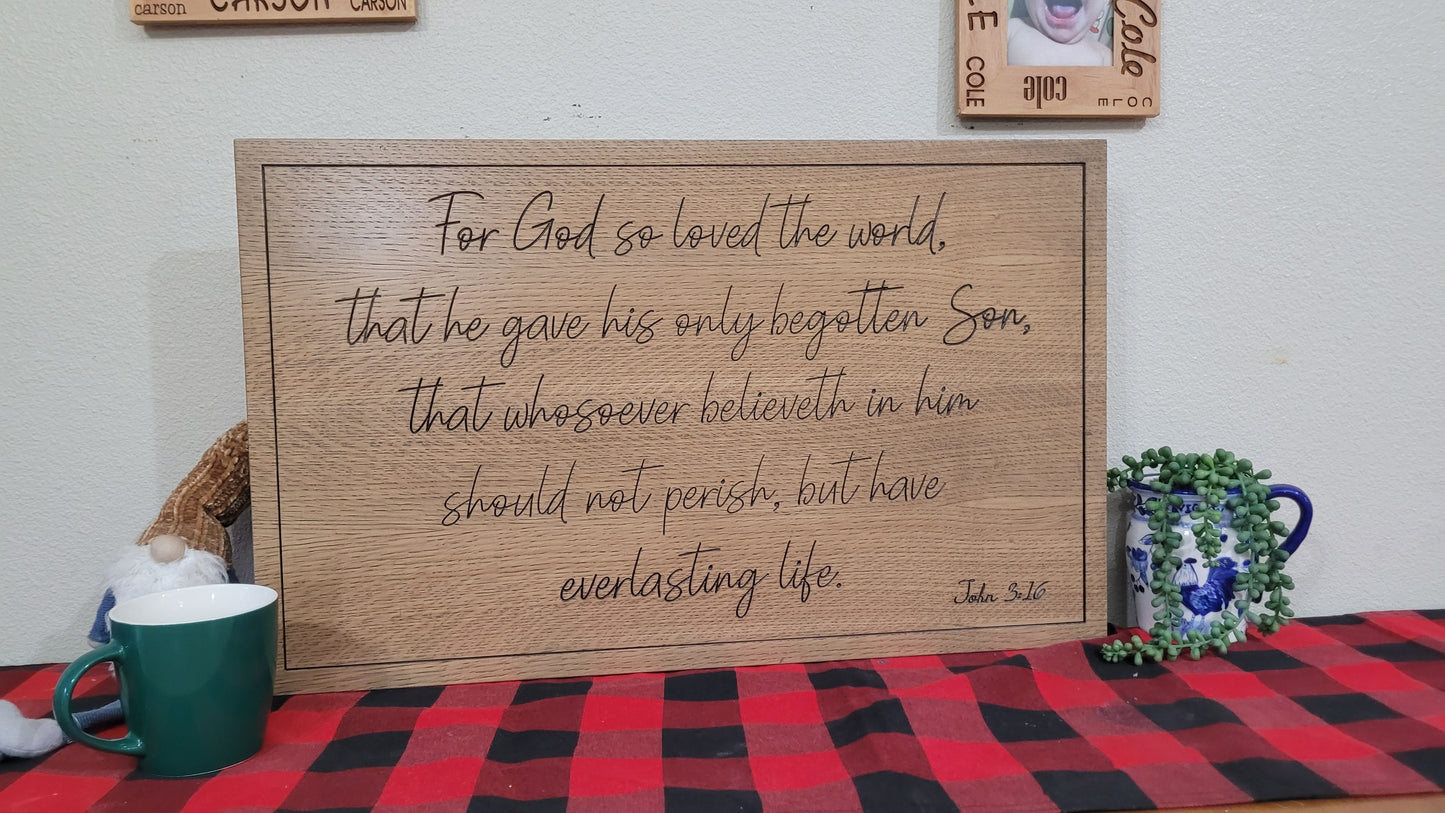 carson CARSON CARSON
LE COLE cole COLE Cole
For God so loved the world,
that he gave his only begotten Son,
that whosoever believeth in him
should not perish, but have
everlasting life.
John 3:16